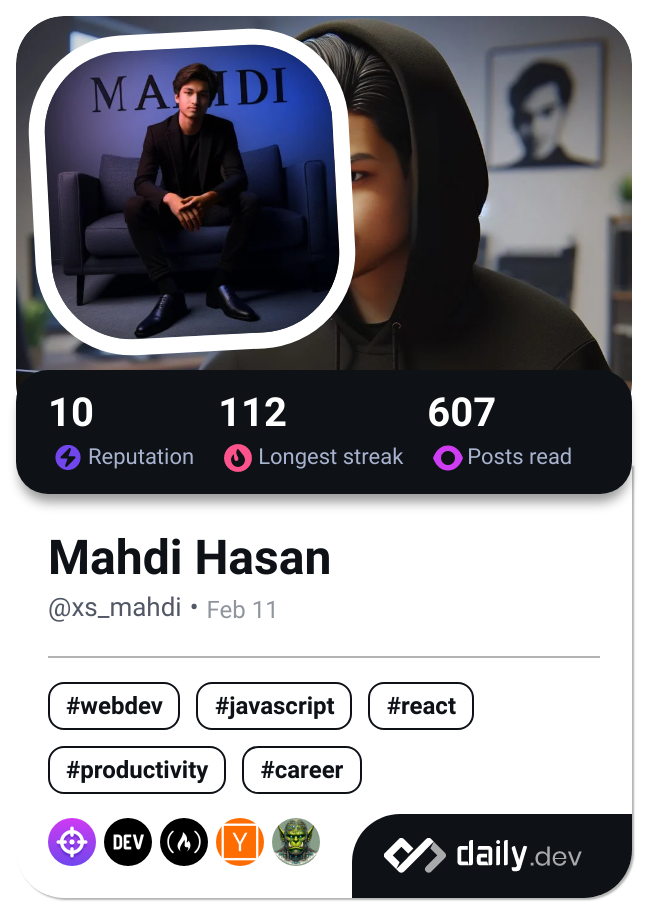 MAHDI
10 112 607
Reputation Longest streak Posts read
Mahdi Hasan
@xs_mahdi • Feb 11
#webdev #javascript #react
#productivity #career
DEV Y daily.dev